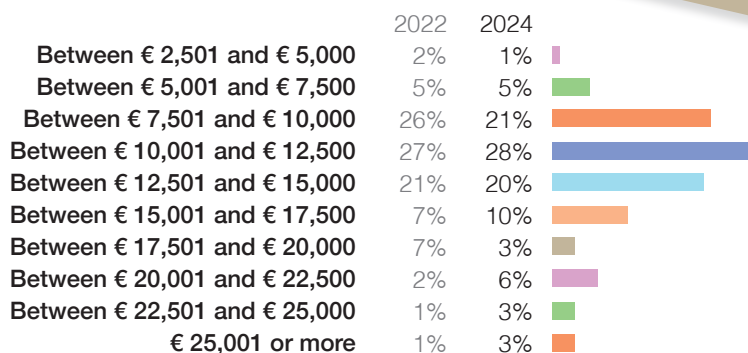 2022 2024
Between € 2,501 and € 5,000 2% 1%
Between € 5,001 and € 7,500 5% 5%
Between € 7,501 and € 10,000 26% 21%
Between € 10,001 and € 12,500 27% 28%
Between € 12,501 and € 15,000 21% 20%
Between € 15,001 and € 17,500 7% 10%
Between € 17,501 and € 20,000 7% 3%
Between € 20,001 and € 22,500 2% 6%
Between € 22,501 and € 25,000 1% 3%
€ 25,001 or more 1% 3%